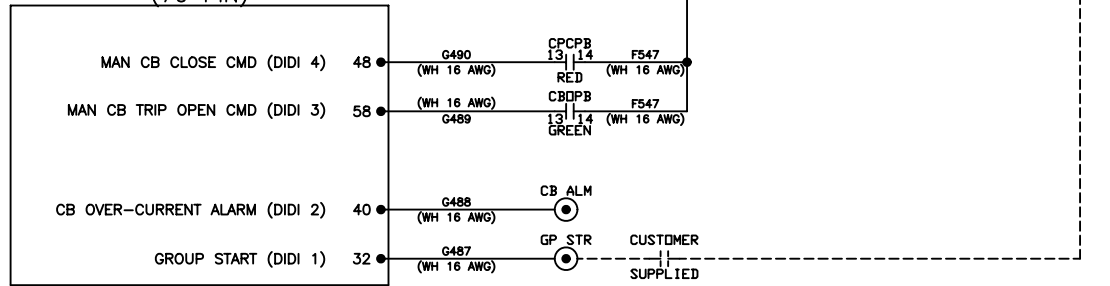 (70 PIN)
MAN CB CLOSE CMD (DIDI 4) 48 G490 (WH 16 AWG) CPCPB 13 14 RED F547 (WH 16 AWG)
MAN CB TRIP OPEN CMD (DIDI 3) 58 (WH 16 AWG) G489 CBOPB 13 14 GREEN F547 (WH 16 AWG)
CB OVER-CURRENT ALARM (DIDI 2) 40 G488 (WH 16 AWG) CB ALM
GROUP START (DIDI 1) 32 G487 (WH 16 AWG) GP STR CUSTOMER SUPPLIED